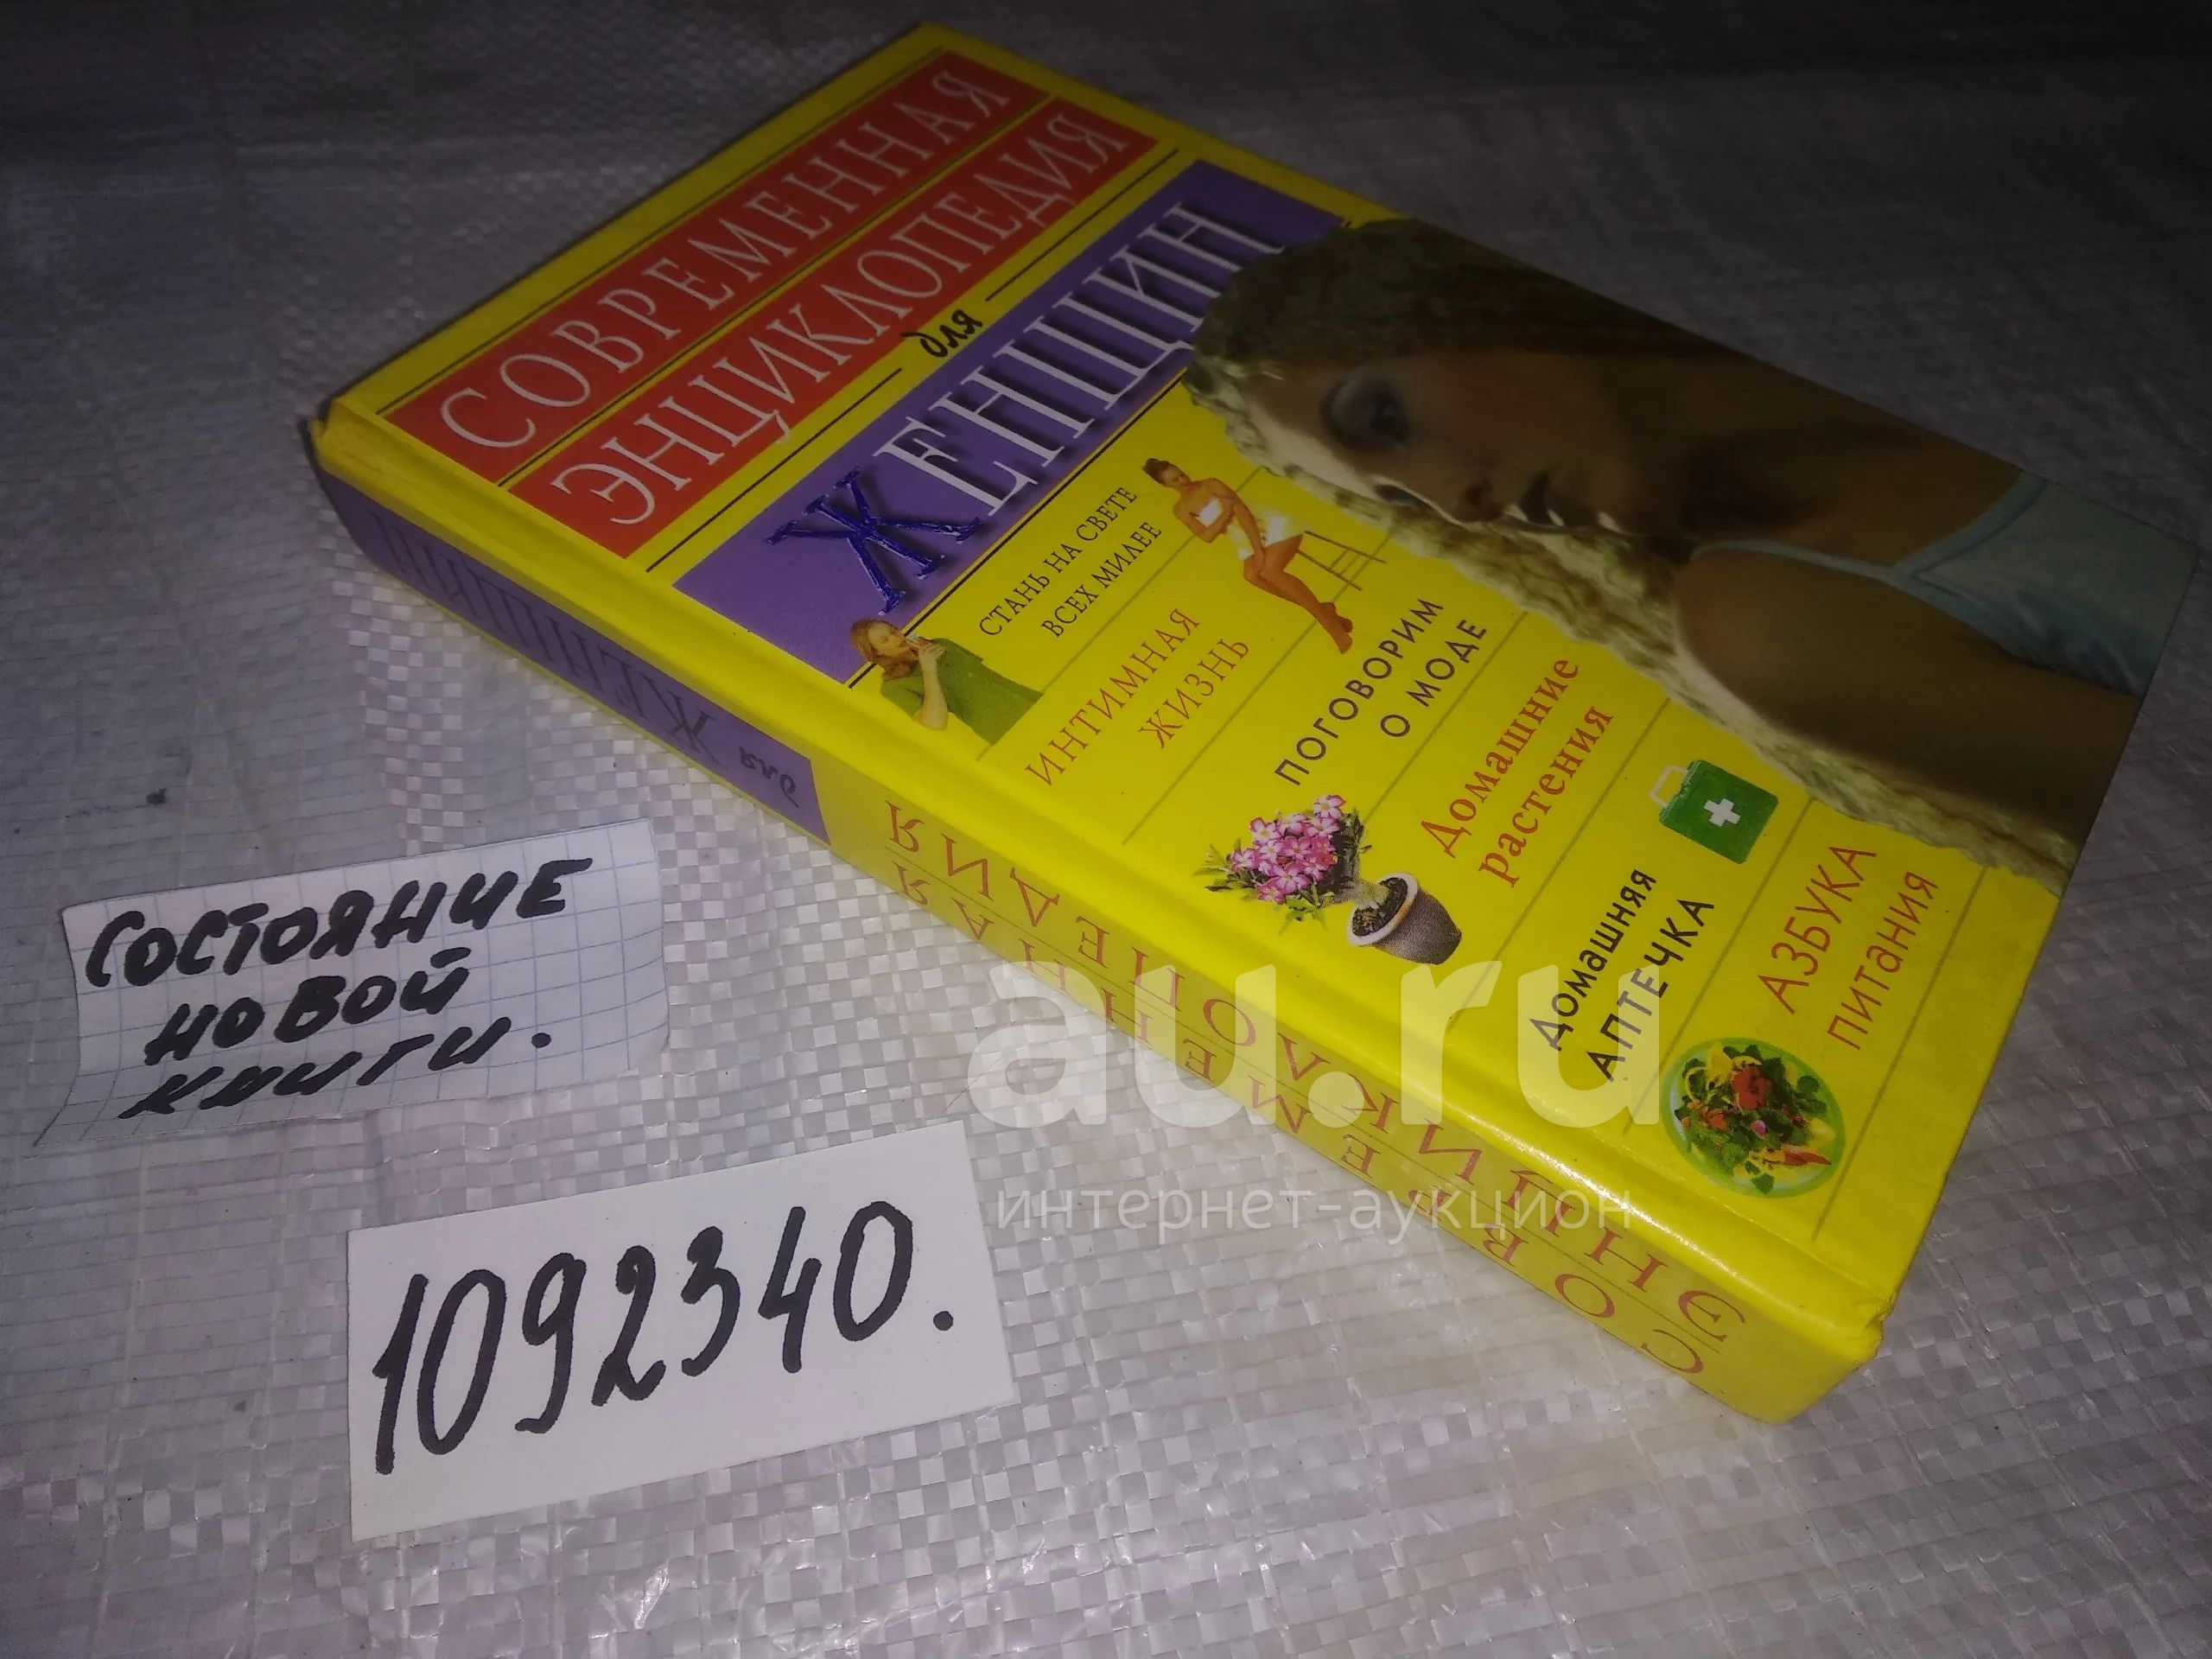 СОВРЕМЕННАЯ
ЭНЦИКЛОПЕДИЯ
для
ЖЕНЩИН
СТАНЬ НА СВЕТЕ
ВСЕХ МИЛЕЕ
ИНТИМНАЯ
ЖИЗНЬ
ПОГОВОРИМ
О МОДЕ
Домашние
растения
Домашняя
АПТЕЧКА
АЗБУКА
ПИТАНИЯ
СОВРЕМЕННАЯ
ЭНЦИКЛОПЕДИЯ
для ЖЕНЩИН
СОСТОЯНИЕ
НОВОЙ
КНИГИ.
1092340.
au.ru
интернет-аукцион